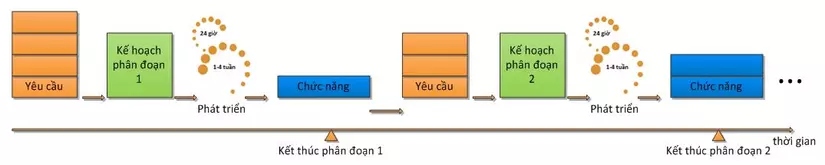 Yêu cầu
Kế hoạch
phân đoạn
1
24 giờ
1-4 tuần
Phát triển
Chức năng
Yêu cầu
Kế hoạch
phân đoạn
2
24 giờ
1-4 tuần
Phát triển
Chức năng
...
Kết thúc phân đoạn 1
Kết thúc phân đoạn 2
thời gian